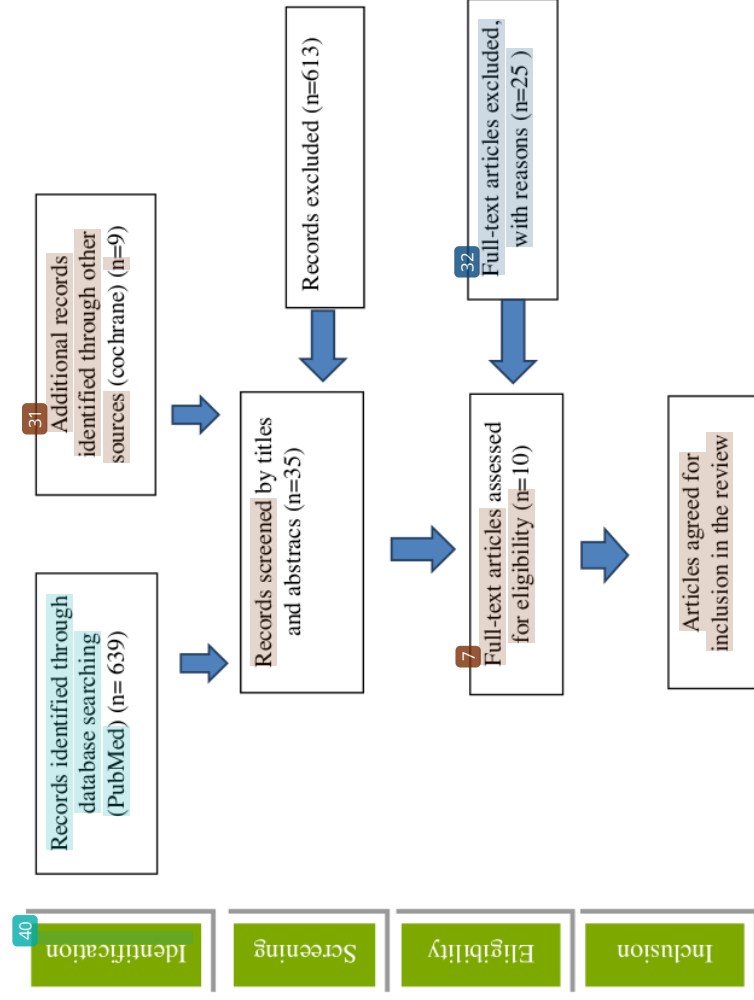 40
Identification
Records identified through
database searching
(PubMed) (n= 639)
31
Additional records
identified through other
sources (cochrane) (n=9)
Screening
Records screened by titles
and abstracs (n=35)
Records excluded (n=613)
Eligibility
7
Full-text articles assessed
for eligibility (n=10)
32
Full-text articles excluded,
with reasons (n=25 )
Inclusion
Articles agreed for
inclusion in the review